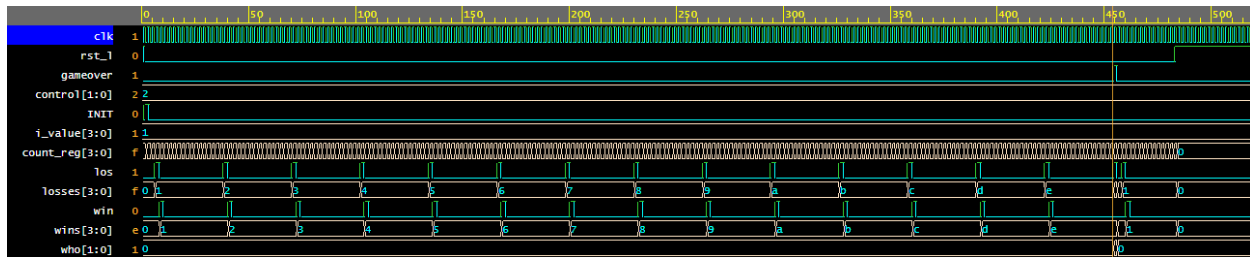 0 50 100 150 200 250 300 350 400 450 500
clk 1
rst_l 0
gameover 1
control[1:0] 2 2
INIT 0
i_value[3:0] 1 1
count_reg[3:0] f 0
los 1
losses[3:0] f 0 1 2 3 4 5 6 7 8 9 a b c d e 1 0
win 0
wins[3:0] e 0 1 2 3 4 5 6 7 8 9 a b c d e 1 0
who[1:0] 1 0 0